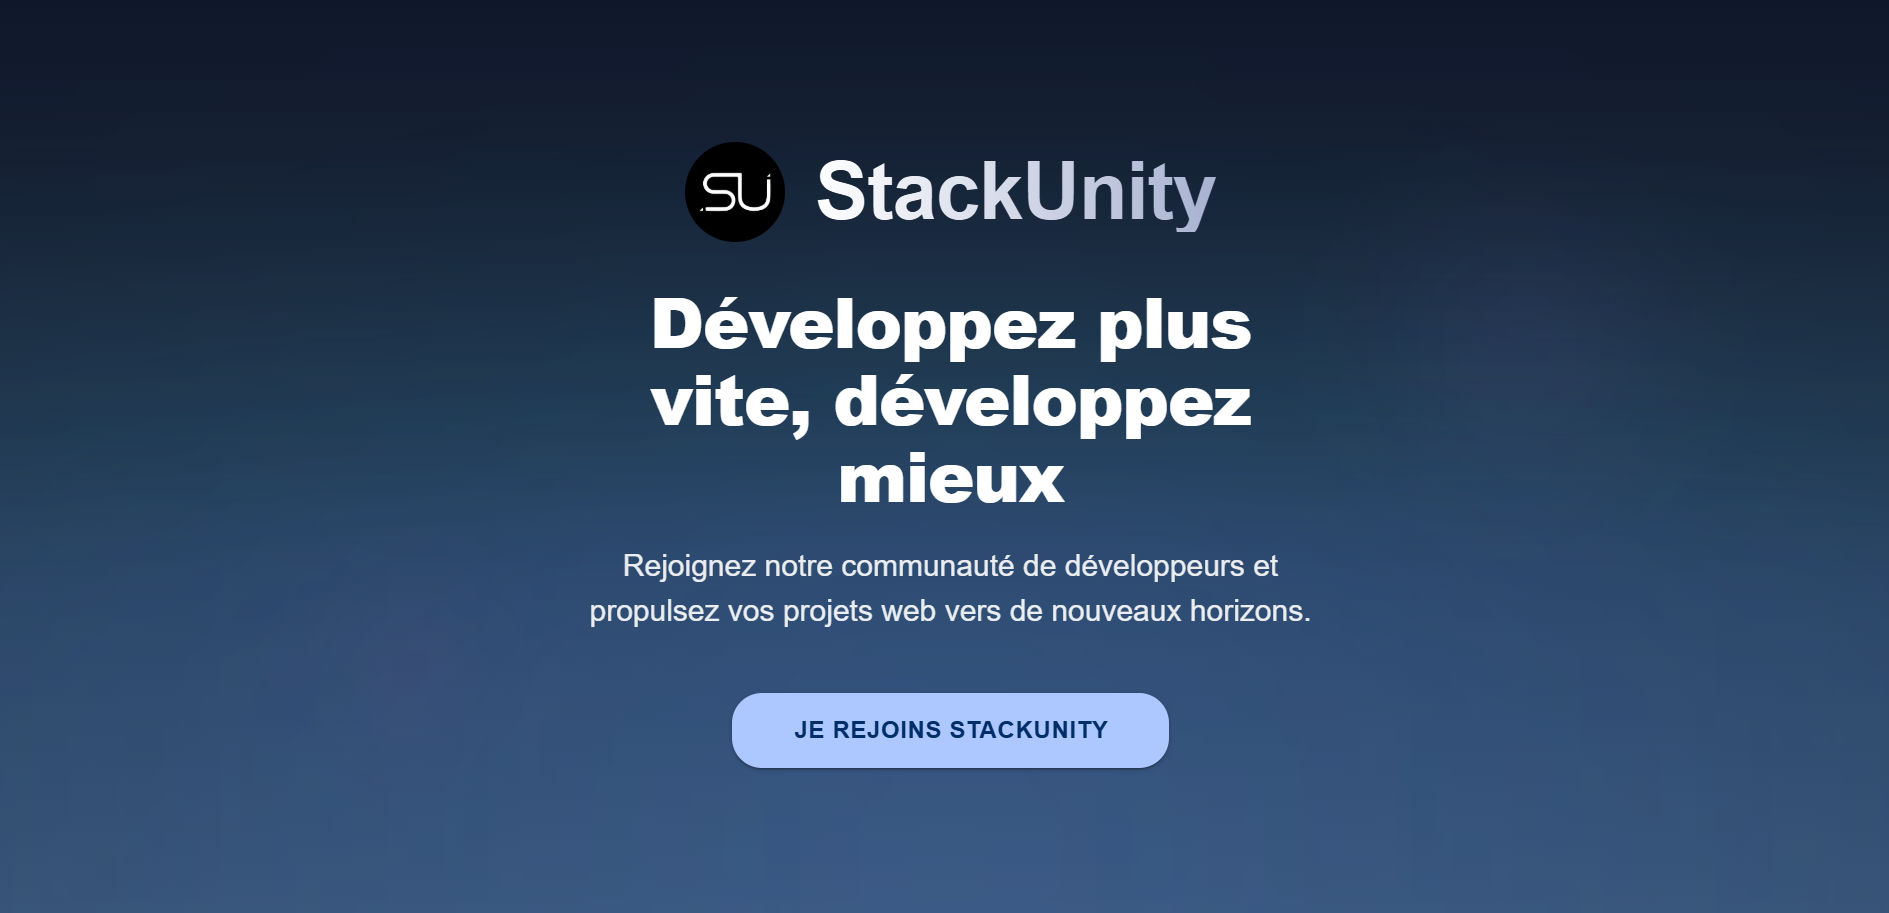 SU StackUnity
Développez plus
vite, développez
mieux
Rejoignez notre communauté de développeurs et
propulsez vos projets web vers de nouveaux horizons.
JE REJOINS STACKUNITY